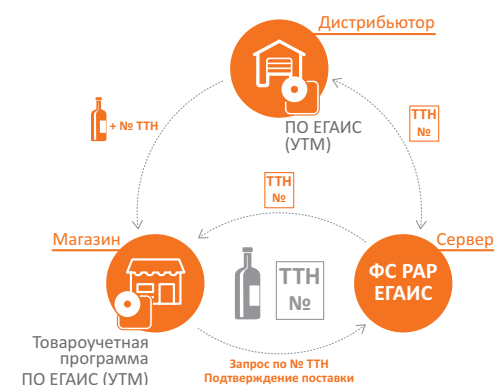 Дистрибьютор
ПО ЕГАИС
(УТМ)
+ № ТТН
ТТН
№
ТТН
№
Магазин
Сервер
ТТН
№
ФС РАР
ЕГАИС
Товароучетная
программа
ПО ЕГАИС (УТМ)
Запрос по № ТТН
Подтверждение поставки